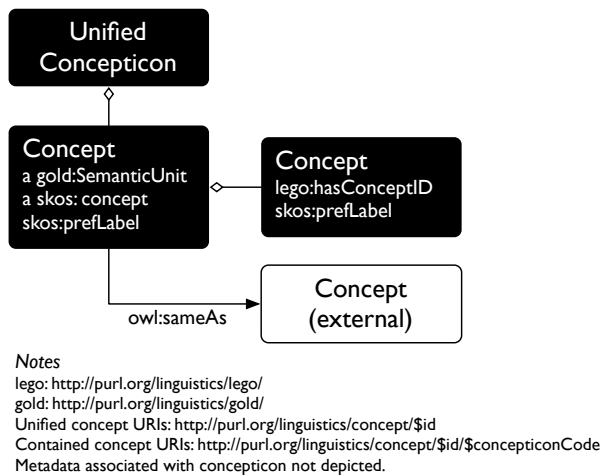 Unified
Concepticon
Concept
a gold:SemanticUnit
a skos: concept
skos:prefLabel
Concept
lego:hasConceptID
skos:prefLabel
owl:sameAs
Concept
(external)
Notes
lego: http://purl.org/linguistics/lego/
gold: http://purl.org/linguistics/gold/
Unified concept URIs: http://purl.org/linguistics/concept/$id
Contained concept URIs: http://purl.org/linguistics/concept/$id/$concepticonCode
Metadata associated with concepticon not depicted.